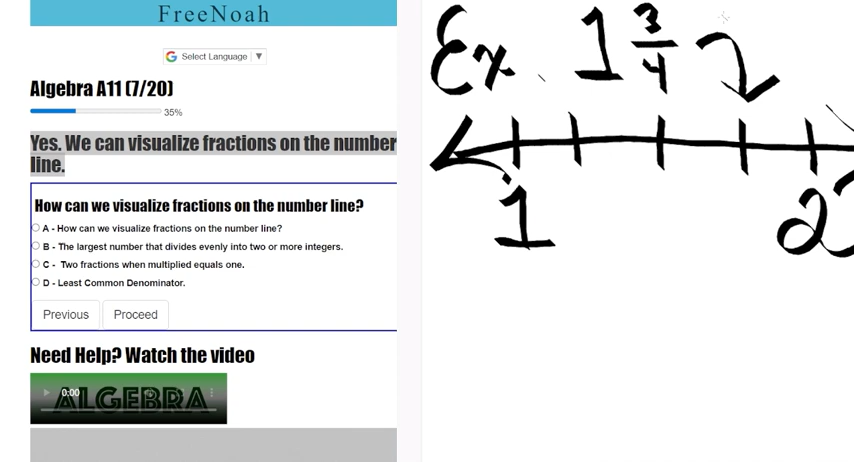 FreeNoah
Select Language ▼
Algebra A11 (7/20)
35%
Yes. We can visualize fractions on the number
line.
How can we visualize fractions on the number line?
A - How can we visualize fractions on the number line?
B - The largest number that divides evenly into two or more integers.
C - Two fractions when multiplied equals one.
D - Least Common Denominator.
Previous Proceed
Need Help? Watch the video
0:00
ALGEBRA
Ex. 1 3/4
1 2